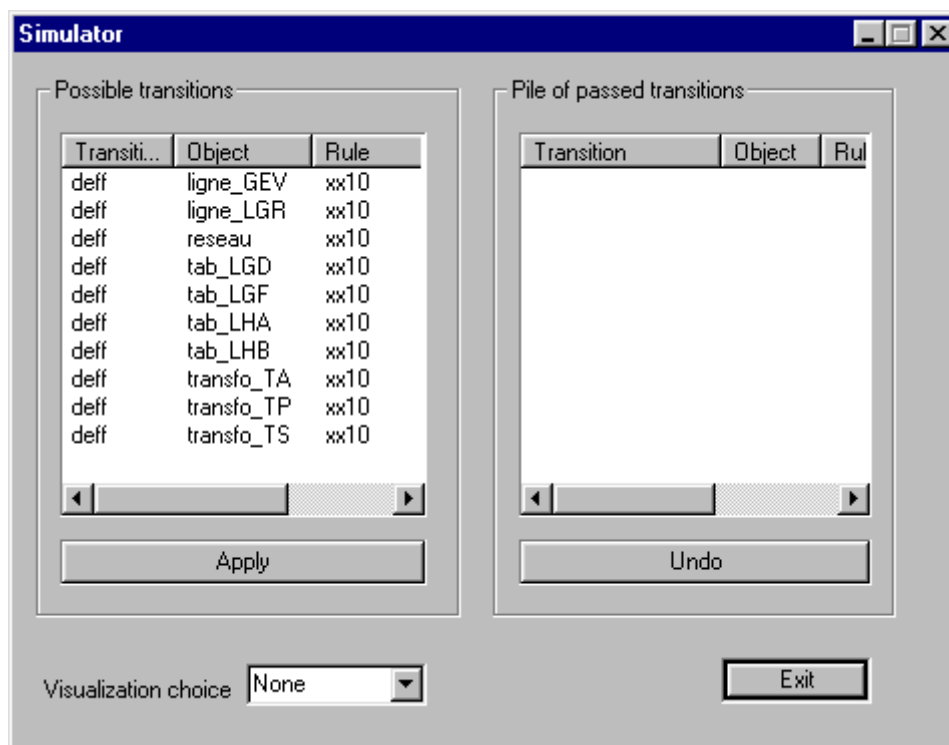 Simulator
Possible transitions
Transiti... Object Rule
deff ligne_GEV xx10
deff ligne_LGR xx10
deff reseau xx10
deff tab_LGD xx10
deff tab_LGF xx10
deff tab_LHA xx10
deff tab_LHB xx10
deff transfo_TA xx10
deff transfo_TP xx10
deff transfo_TS xx10
Apply
Pile of passed transitions
Transition Object Rul
Undo
Visualization choice None
Exit